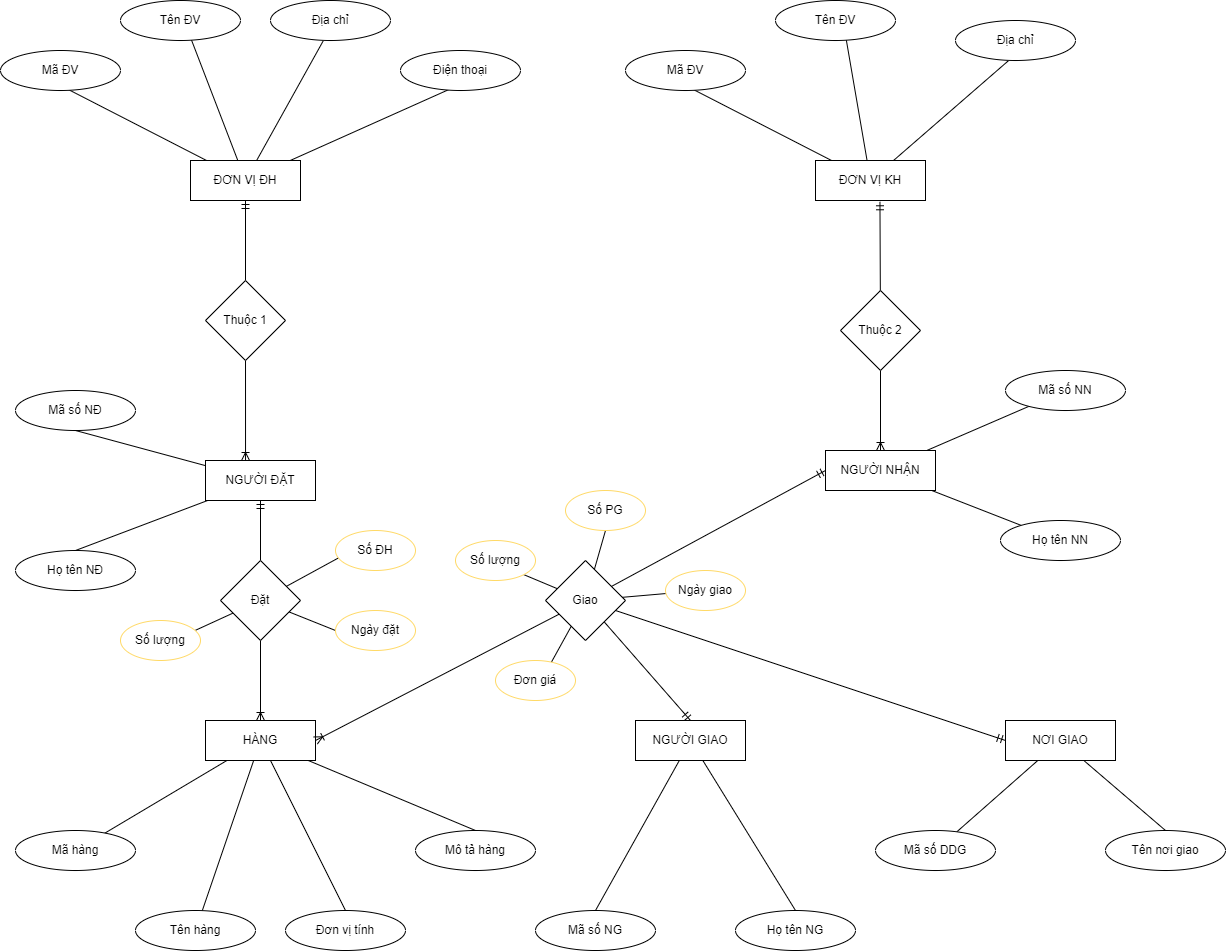 Tên ĐV
Địa chỉ
Mã ĐV
Điện thoại
ĐƠN VỊ ĐH
Tên ĐV
Địa chỉ
Mã ĐV
ĐƠN VỊ KH
Thuộc 1
Thuộc 2
Mã số NĐ
NGƯỜI ĐẶT
Họ tên NĐ
Mã số NN
NGƯỜI NHẬN
Họ tên NN
Số ĐH
Đặt
Số lượng
Ngày đặt
Số PG
Số lượng
Giao
Ngày giao
Đơn giá
HÀNG
NGƯỜI GIAO
NƠI GIAO
Mã hàng
Mô tả hàng
Tên hàng
Đơn vị tính
Mã số NG
Họ tên NG
Mã số DDG
Tên nơi giao